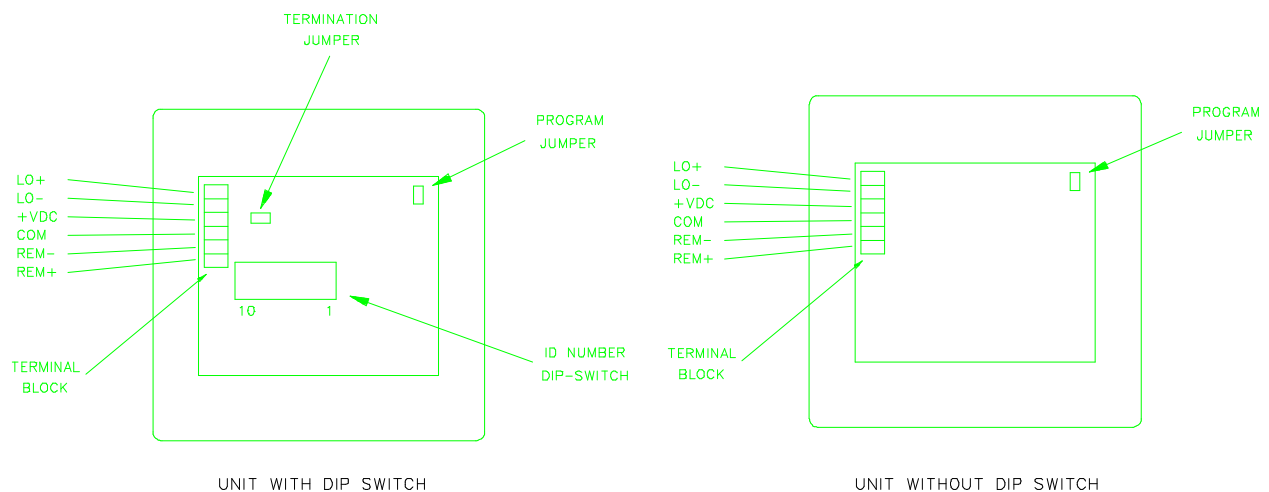 TERMINATION
JUMPER
PROGRAM
JUMPER
LO+
LO-
+VDC
COM
REM-
REM+
10 1
TERMINAL
BLOCK
ID NUMBER
DIP-SWITCH
UNIT WITH DIP SWITCH
PROGRAM
JUMPER
LO+
LO-
+VDC
COM
REM-
REM+
TERMINAL
BLOCK
UNIT WITHOUT DIP SWITCH